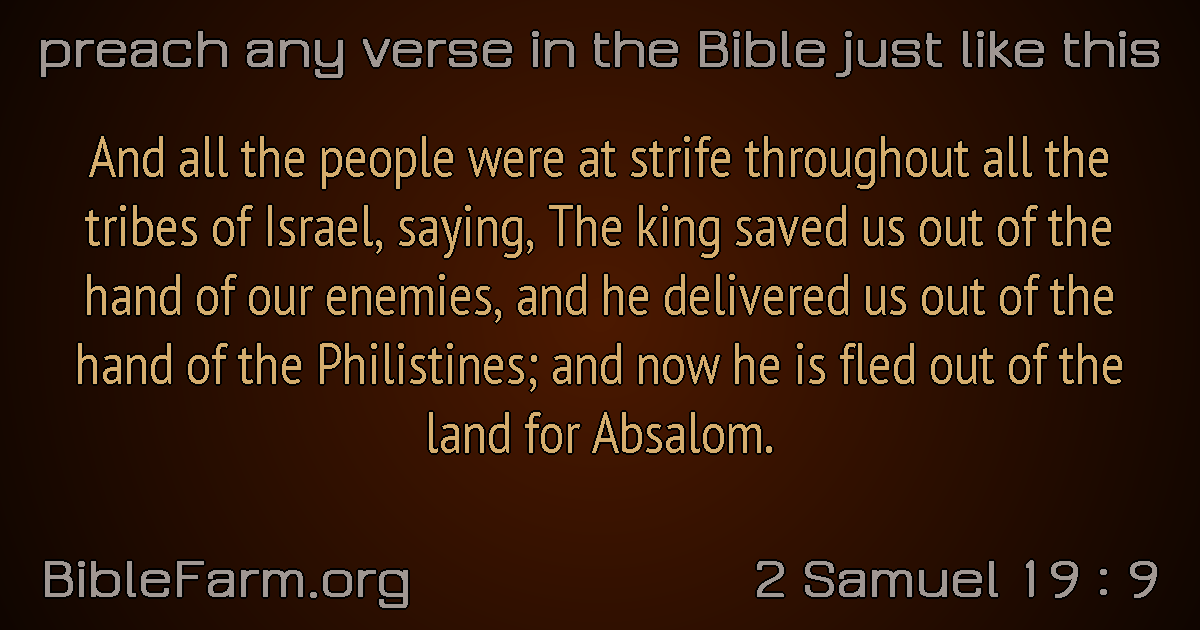 preach any verse in the Bible just like this
And all the people were at strife throughout all the
tribes of Israel, saying, The king saved us out of the
hand of our enemies, and he delivered us out of the
hand of the Philistines; and now he is fled out of the
land for Absalom.
BibleFarm.org
2 Samuel 19 : 9